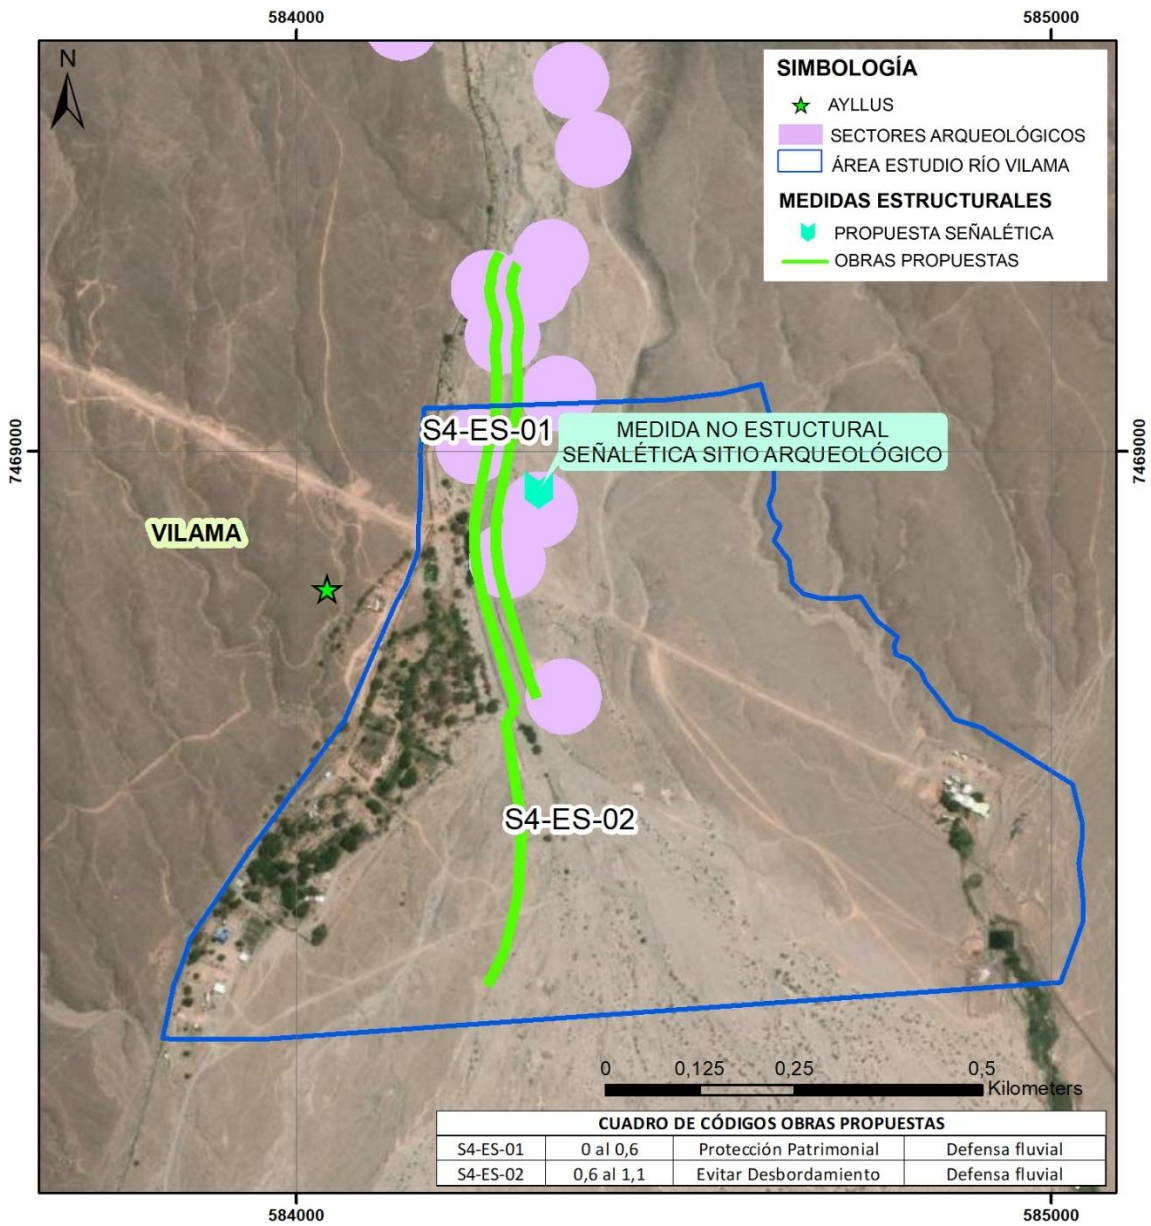 584000
585000
N
SIMBOLOGÍA
AYLLUS
SECTORES ARQUEOLÓGICOS
ÁREA ESTUDIO RÍO VILAMA
MEDIDAS ESTRUCTURALES
PROPUESTA SEÑALÉTICA
OBRAS PROPUESTAS
7469000
7469000
S4-ES-01
MEDIDA NO ESTUCTURAL
SEÑALÉTICA SITIO ARQUEOLÓGICO
VILAMA
S4-ES-02
0 0,125 0,25 0,5
Kilometers
CUADRO DE CÓDIGOS OBRAS PROPUESTAS
S4-ES-01 0 al 0,6 Protección Patrimonial Defensa fluvial
S4-ES-02 0,6 al 1,1 Evitar Desbordamiento Defensa fluvial
584000
585000